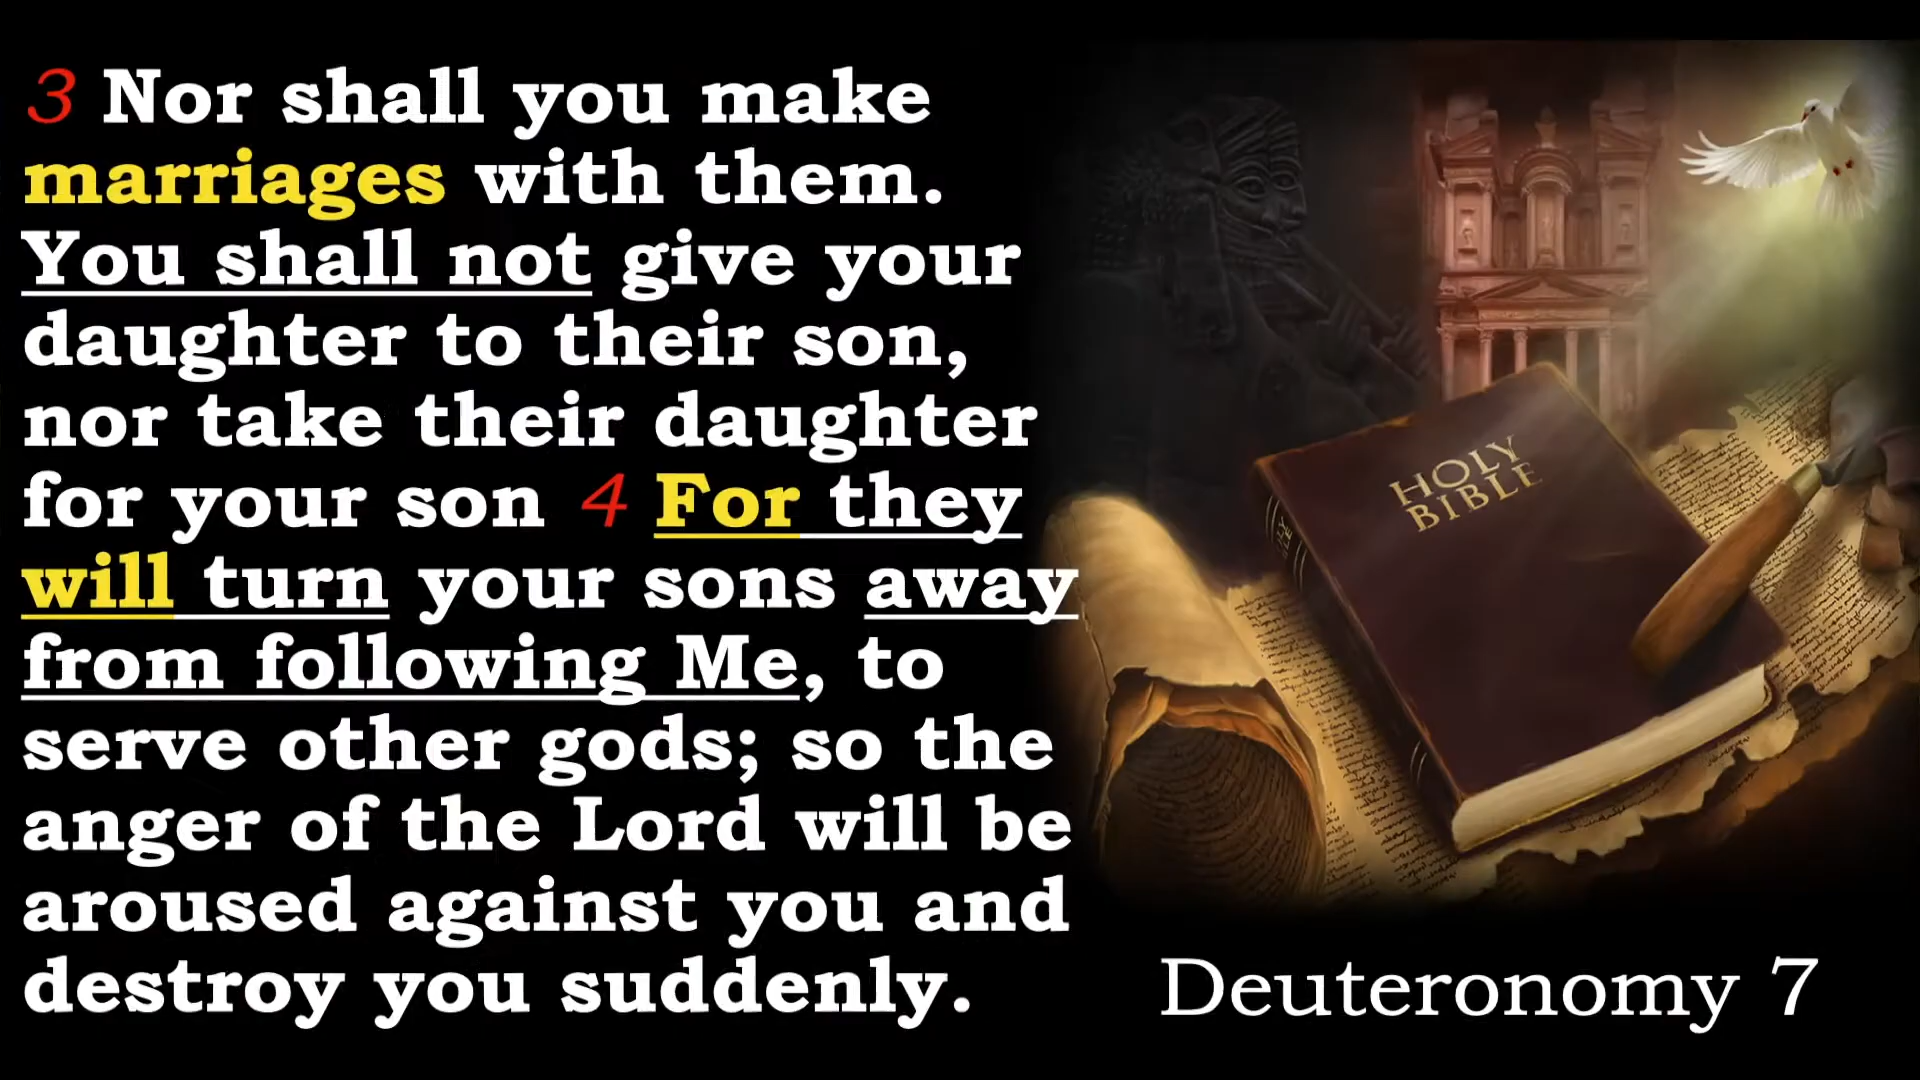 3 Nor shall you make
marriages with them.
You shall not give your
daughter to their son,
nor take their daughter
for your son 4 For they
will turn your sons away
from following Me, to
serve other gods; so the
anger of the Lord will be
aroused against you and
destroy you suddenly.
HOLY
BIBLE
Deuteronomy 7